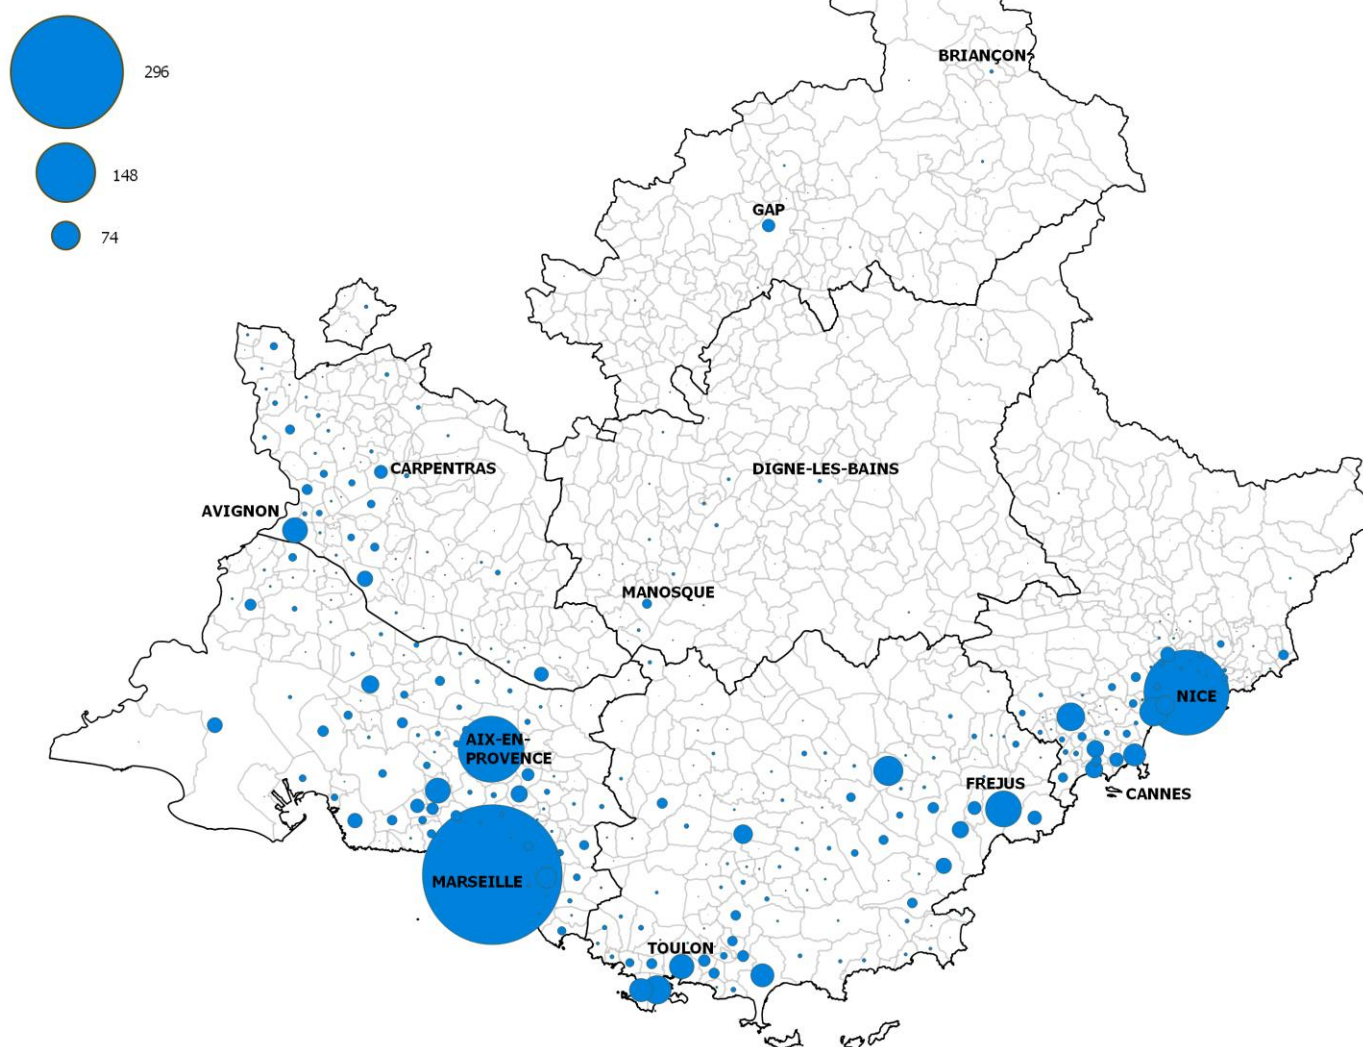 296
148
74
BRIANÇON
GAP
CARPENTRAS
DIGNE-LES-BAINS
AVIGNON
MANOSQUE
NICE
AIX-EN-
PROVENCE
FREJUS
CANNES
MARSEILLE
TOULON